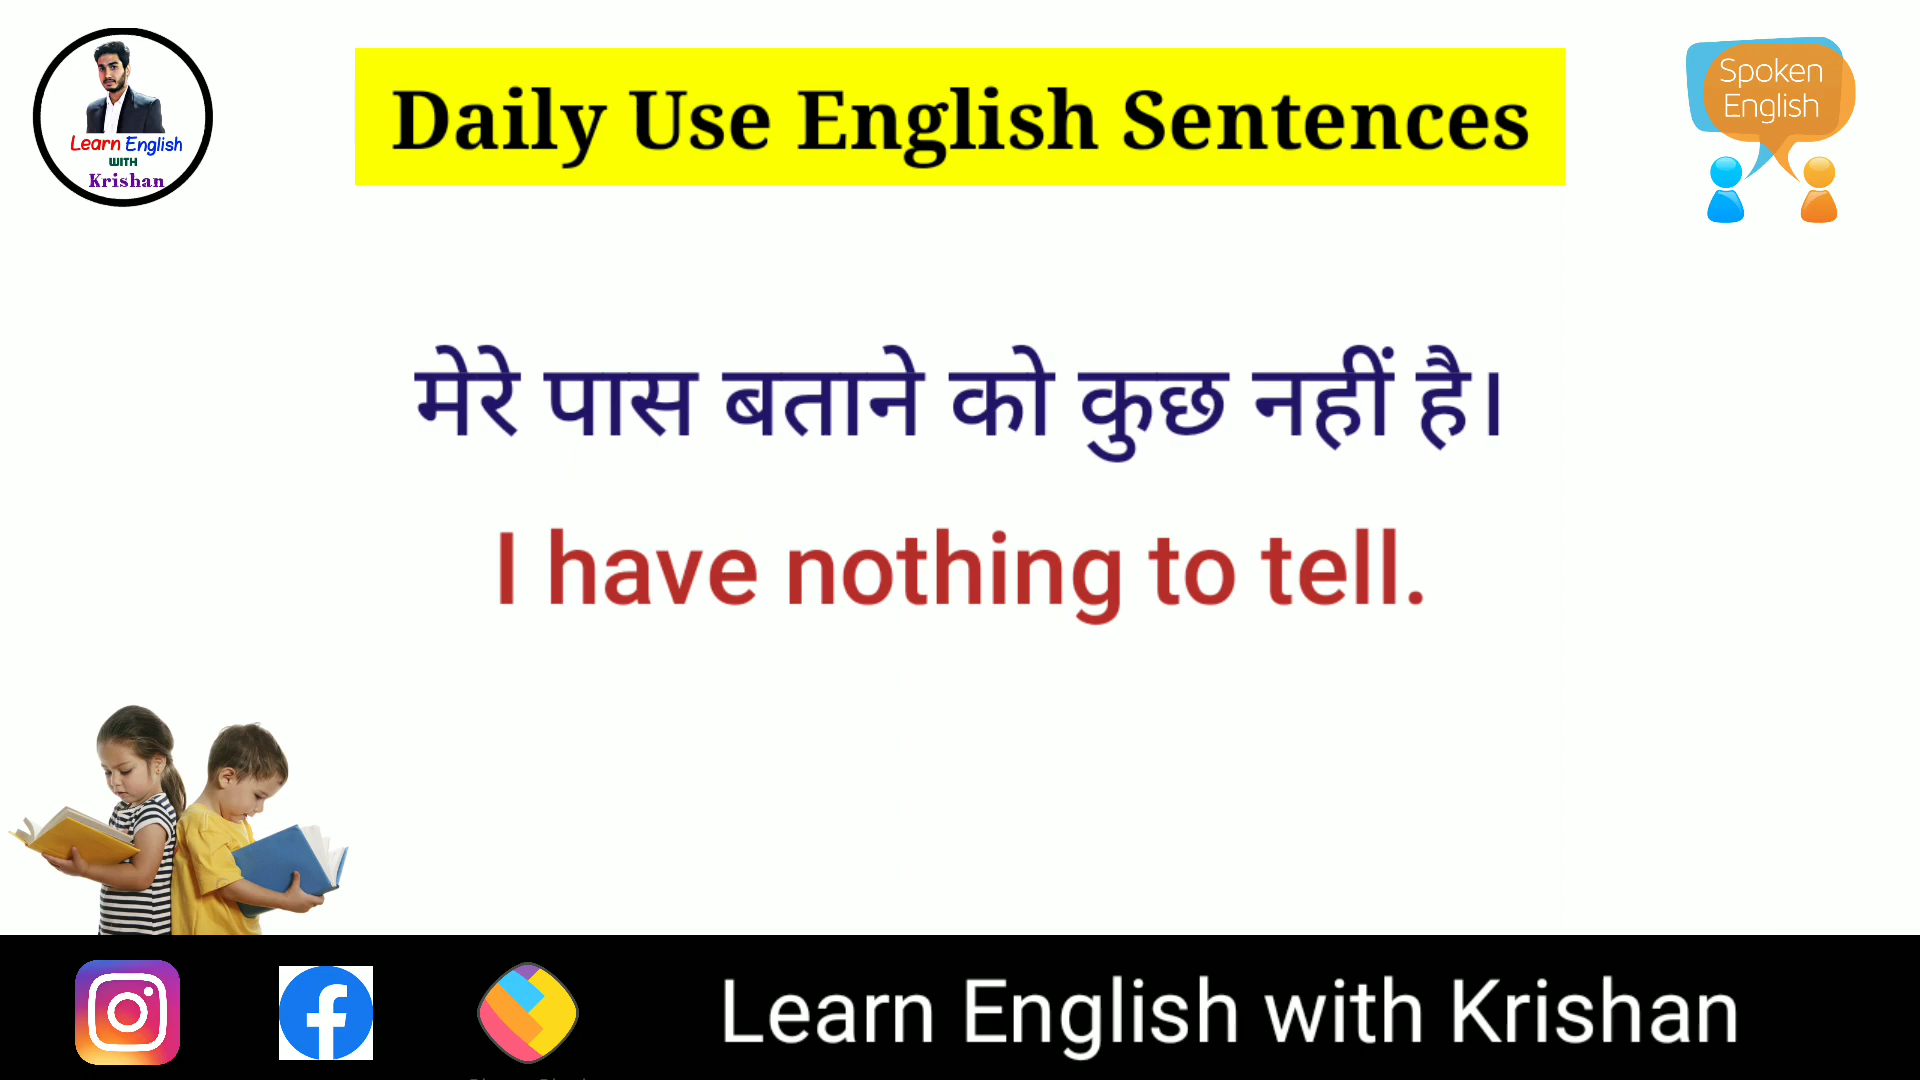 Learn English
WITH
Krishan
Daily Use English Sentences
Spoken
English
मेरे पास बताने को कुछ नहीं है।
I have nothing to tell.
Learn English with Krishan